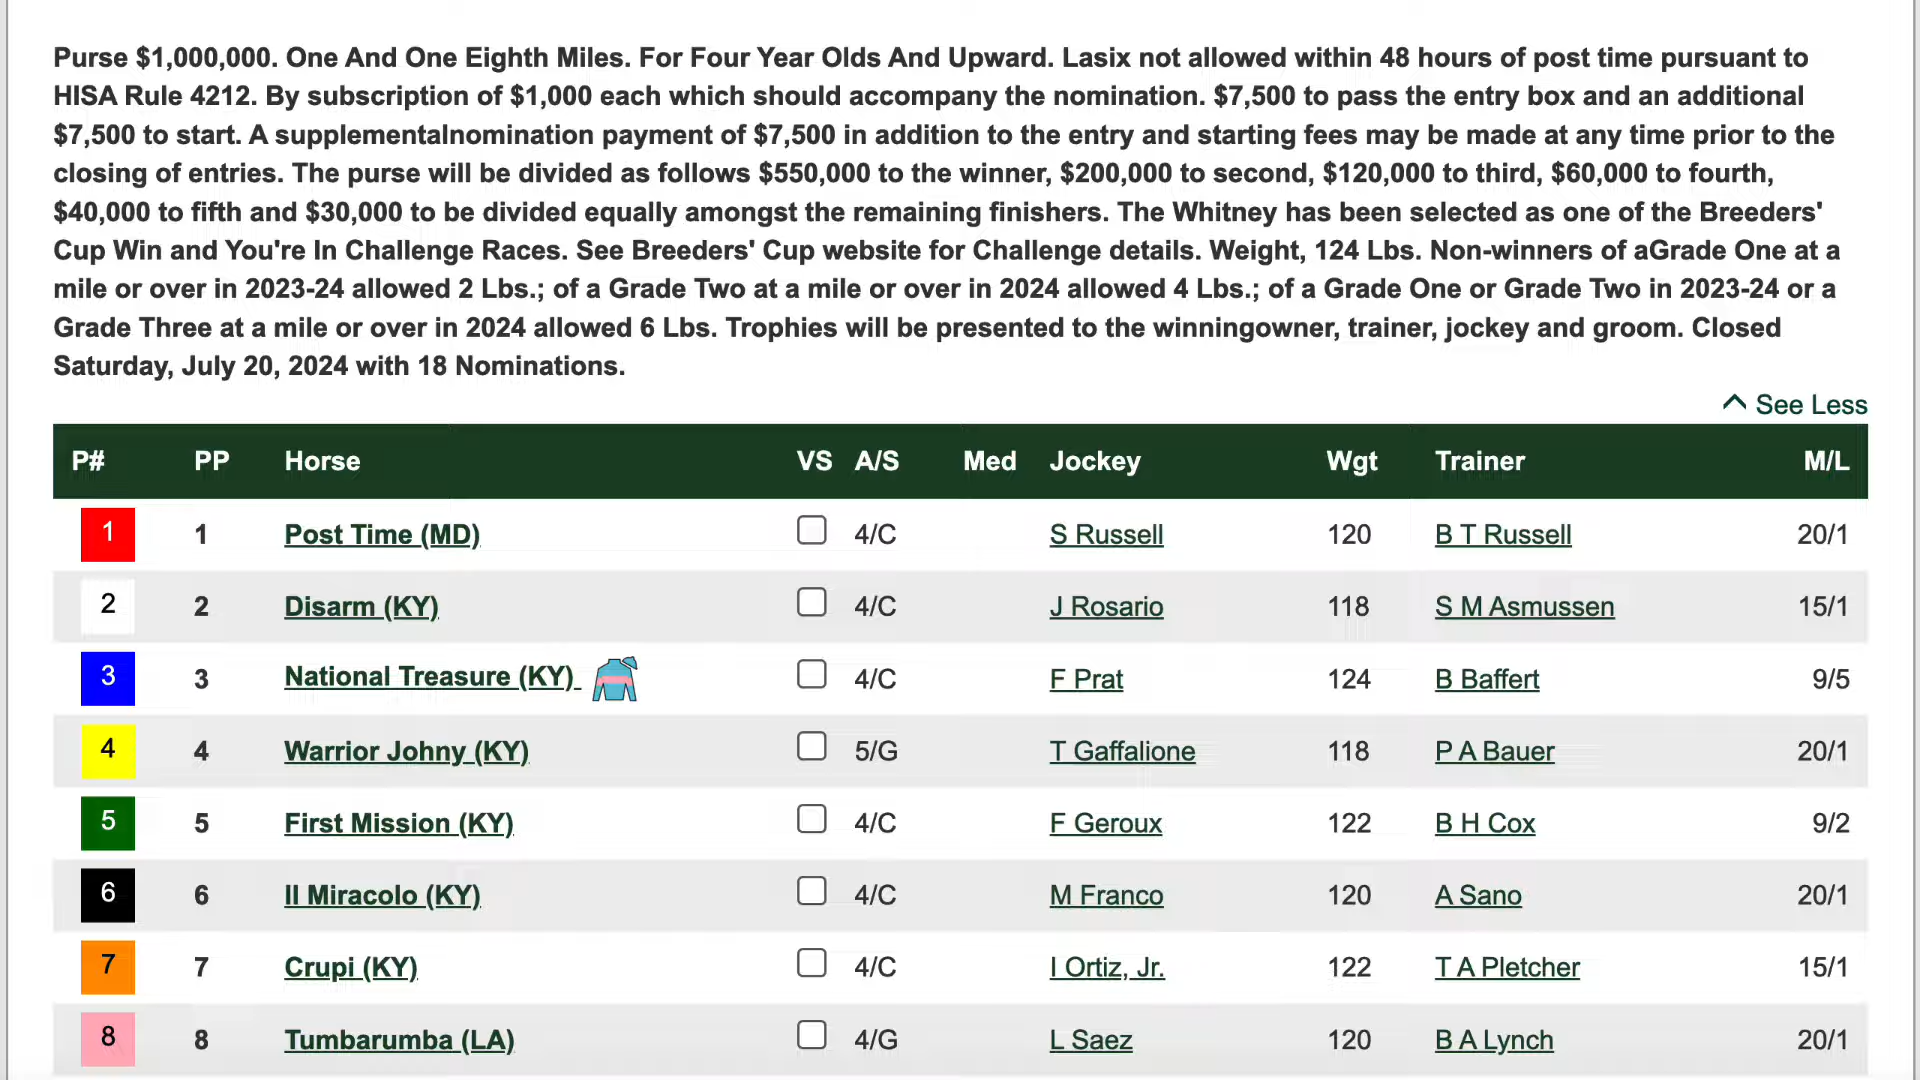 Purse $1,000,000. One And One Eighth Miles. For Four Year Olds And Upward. Lasix not allowed within 48 hours of post time pursuant to
HISA Rule 4212. By subscription of $1,000 each which should accompany the nomination. $7,500 to pass the entry box and an additional
$7,500 to start. A supplementalnomination payment of $7,500 in addition to the entry and starting fees may be made at any time prior to the
closing of entries. The purse will be divided as follows $550,000 to the winner, $200,000 to second, $120,000 to third, $60,000 to fourth,
$40,000 to fifth and $30,000 to be divided equally amongst the remaining finishers. The Whitney has been selected as one of the Breeders'
Cup Win and You're In Challenge Races. See Breeders' Cup website for Challenge details. Weight, 124 Lbs. Non-winners of aGrade One at a
mile or over in 2023-24 allowed 2 Lbs.; of a Grade Two at a mile or over in 2024 allowed 4 Lbs.; of a Grade One or Grade Two in 2023-24 or a
Grade Three at a mile or over in 2024 allowed 6 Lbs. Trophies will be presented to the winningowner, trainer, jockey and groom. Closed
Saturday, July 20, 2024 with 18 Nominations.
See Less
P# PP Horse VS A/S Med Jockey Wgt Trainer M/L
1 1 Post Time (MD) 4/C S Russell 120 B T Russell 20/1
2 2 Disarm (KY) 4/C J Rosario 118 S M Asmussen 15/1
3 3 National Treasure (KY) 4/C F Prat 124 B Baffert 9/5
4 4 Warrior Johny (KY) 5/G T Gaffalione 118 P A Bauer 20/1
5 5 First Mission (KY) 4/C F Geroux 122 B H Cox 9/2
6 6 Il Miracolo (KY) 4/C M Franco 120 A Sano 20/1
7 7 Crupi (KY) 4/C I Ortiz, Jr. 122 T A Pletcher 15/1
8 8 Tumbarumba (LA) 4/G L Saez 120 B A Lynch 20/1